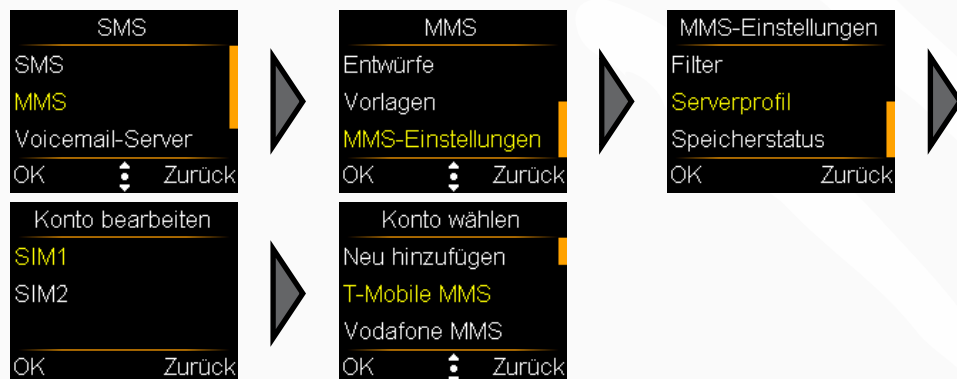 SMS
SMS
MMS
Voicemail-Server
OK Zurück
MMS
Entwürfe
Vorlagen
MMS-Einstellungen
OK Zurück
MMS-Einstellungen
Filter
Serverprofil
Speicherstatus
OK Zurück
Konto bearbeiten
SIM1
SIM2
OK Zurück
Konto wählen
Neu hinzufügen
T-Mobile MMS
Vodafone MMS
OK Zurück